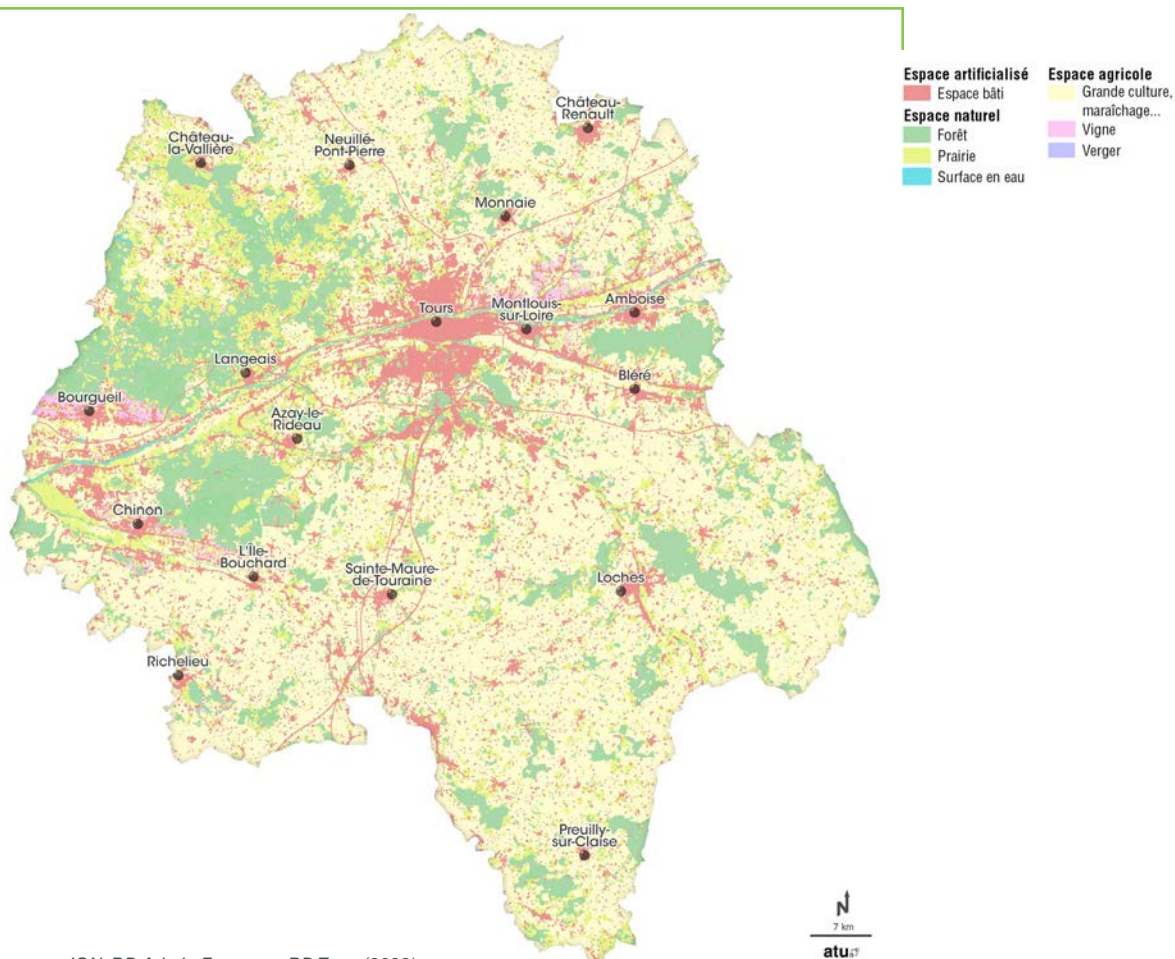 Espace artificialisé
Espace bâti
Espace naturel
Forêt
Prairie
Surface en eau
Espace agricole
Grande culture,
maraîchage...
Vigne
Verger
Château-
Renault
Château-
la-Vallière
Neuillé-
Pont-Pierre
Monnaie
Tours
Montlouis-
sur-Loire
Amboise
Langeais
Bléré
Bourgueil
Azay-le-
Rideau
Chinon
L'Île-
Bouchard
Sainte-Maure-
de-Touraine
Loches
Richelieu
Preuilly-
sur-Claise
N
7 km
atu